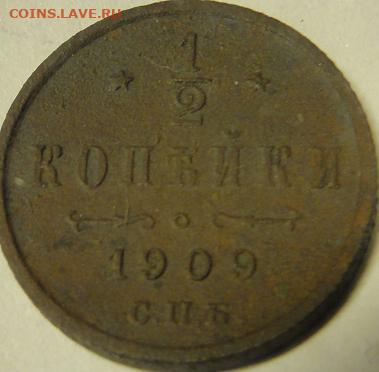 COINS.LAVE.RU
1/2
КОПѢЙКИ
1909
С.П.Б.